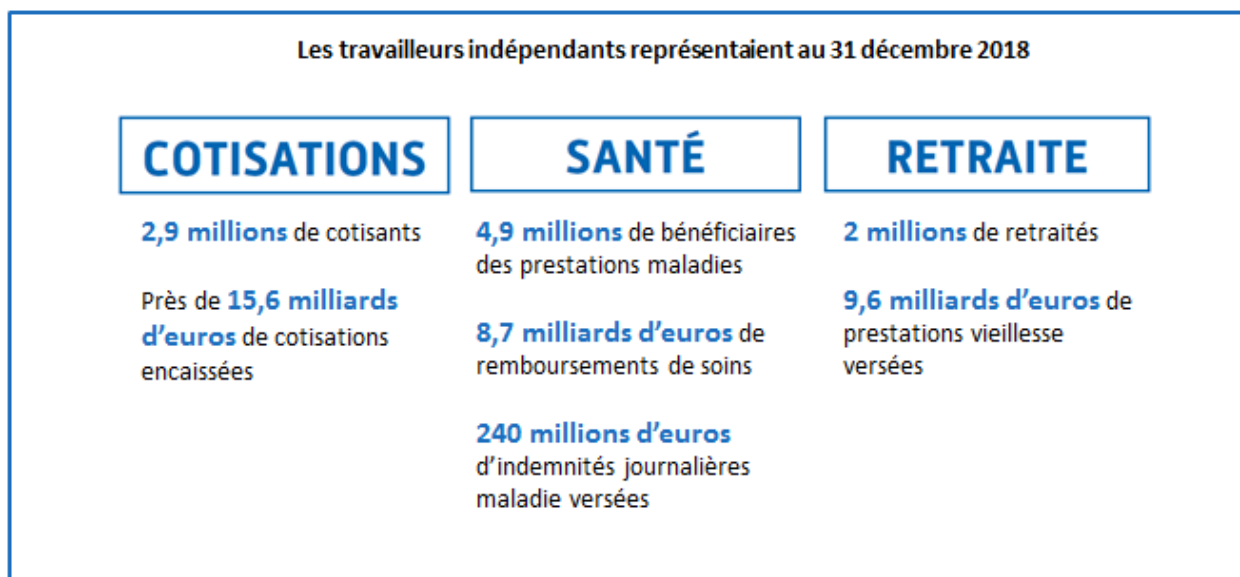 Les travailleurs indépendants représentaient au 31 décembre 2018
COTISATIONS
2,9 millions de cotisants
Près de 15,6 milliards
d'euros de cotisations
encaissées
SANTÉ
4,9 millions de bénéficiaires
des prestations maladies
8,7 milliards d'euros de
remboursements de soins
240 millions d'euros
d'indemnités journalières
maladie versées
RETRAITE
2 millions de retraités
9,6 milliards d'euros de
prestations vieillesse
versées